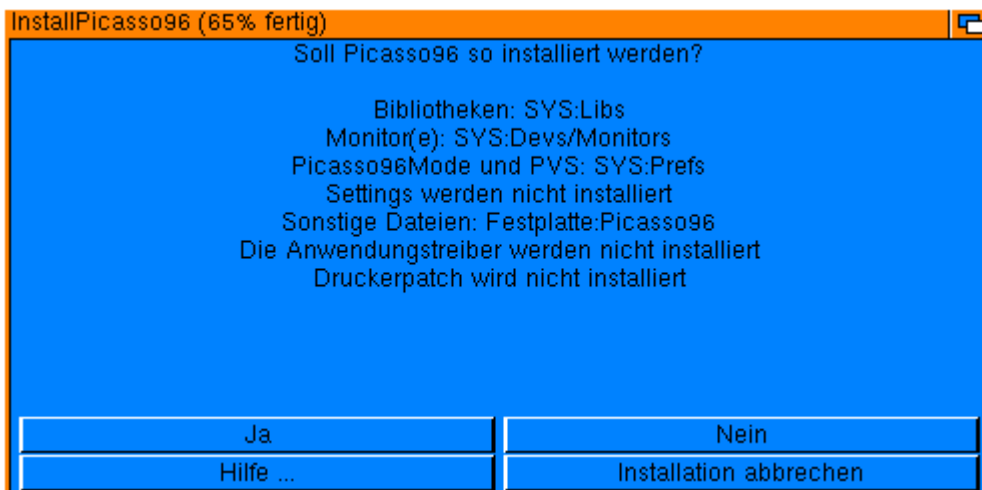 InstallPicasso96 (65% fertig)
Soll Picasso96 so installiert werden?
Bibliotheken: SYS:Libs
Monitor(e): SYS:Devs/Monitors
Picasso96Mode und PVS: SYS:Prefs
Settings werden nicht installiert
Sonstige Dateien: Festplatte:Picasso96
Die Anwendungstreiber werden nicht installiert
Druckerpatch wird nicht installiert
Ja
Nein
Hilfe ...
Installation abbrechen